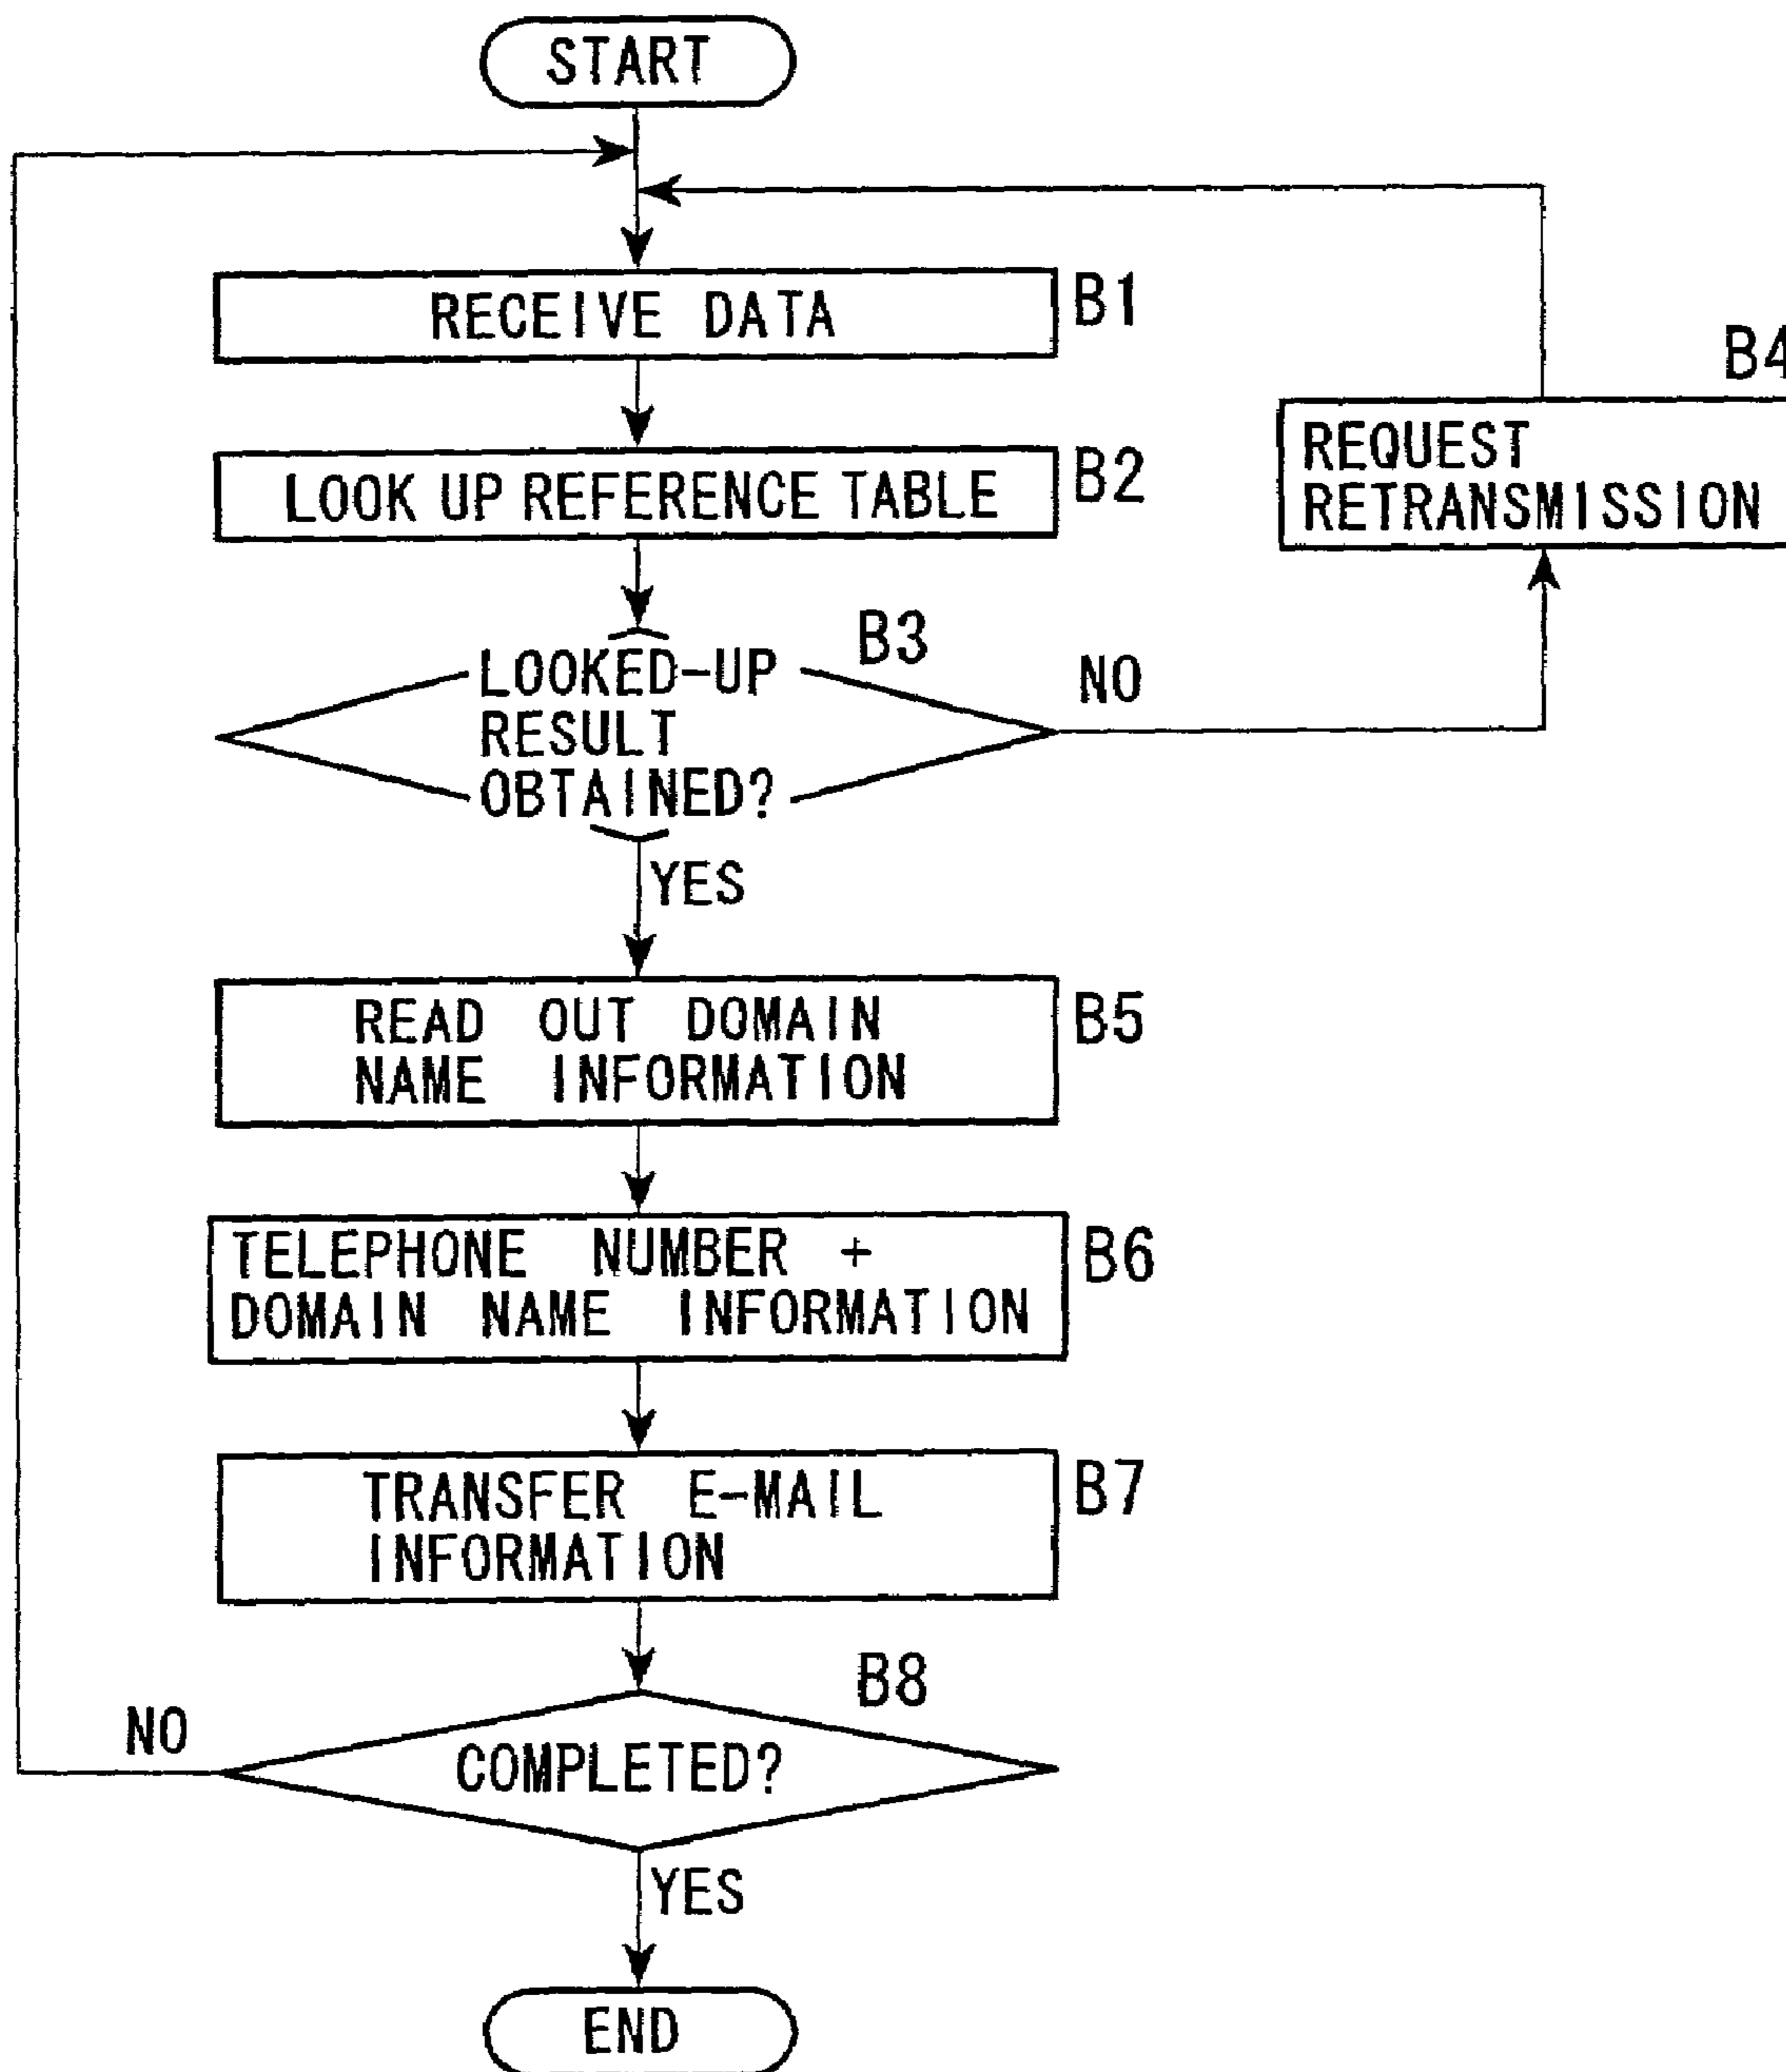 START
RECEIVE DATA
B1
B4
REQUEST
RETRANSMISSION
LOOK UP REFERENCE TABLE
B2
B3
LOOKED-UP
RESULT
OBTAINED?
NO
YES
READ OUT DOMAIN
NAME INFORMATION
B5
TELEPHONE NUMBER +
DOMAIN NAME INFORMATION
B6
TRANSFER E-MAIL
INFORMATION
B7
B8
NO
COMPLETED?
YES
END